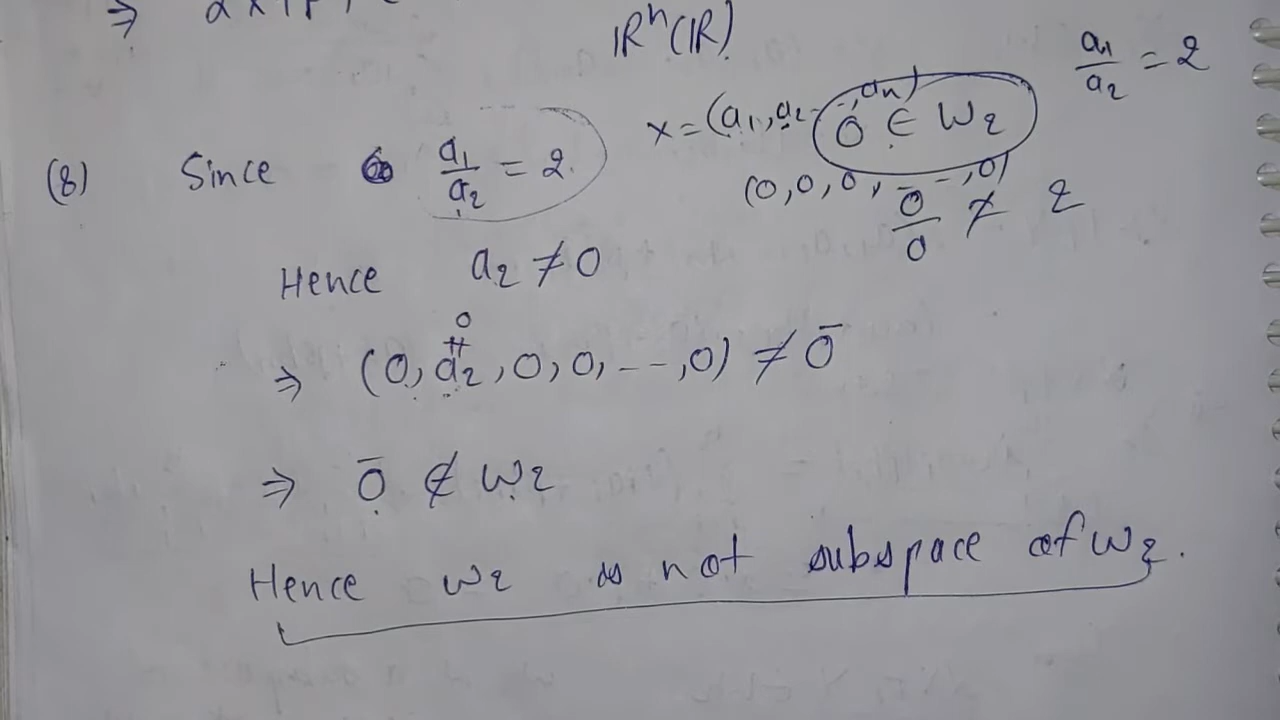 ⇒
ℝⁿ(ℝ)
a₁/a₂ = 2
x = (a₁, a₂ - -, aₙ)
0̄ ∈ W₂
(0, 0, 0, - - -, 0)
0/0 ≠ 2
(8) Since a₁/a₂ = 2.
Hence a₂ ≠ 0
⇒ (0, a₂, 0, 0, - - -, 0) ≠ 0̄
⇒ 0̄ ∉ W₂
Hence W₂ is not subspace of W₂.